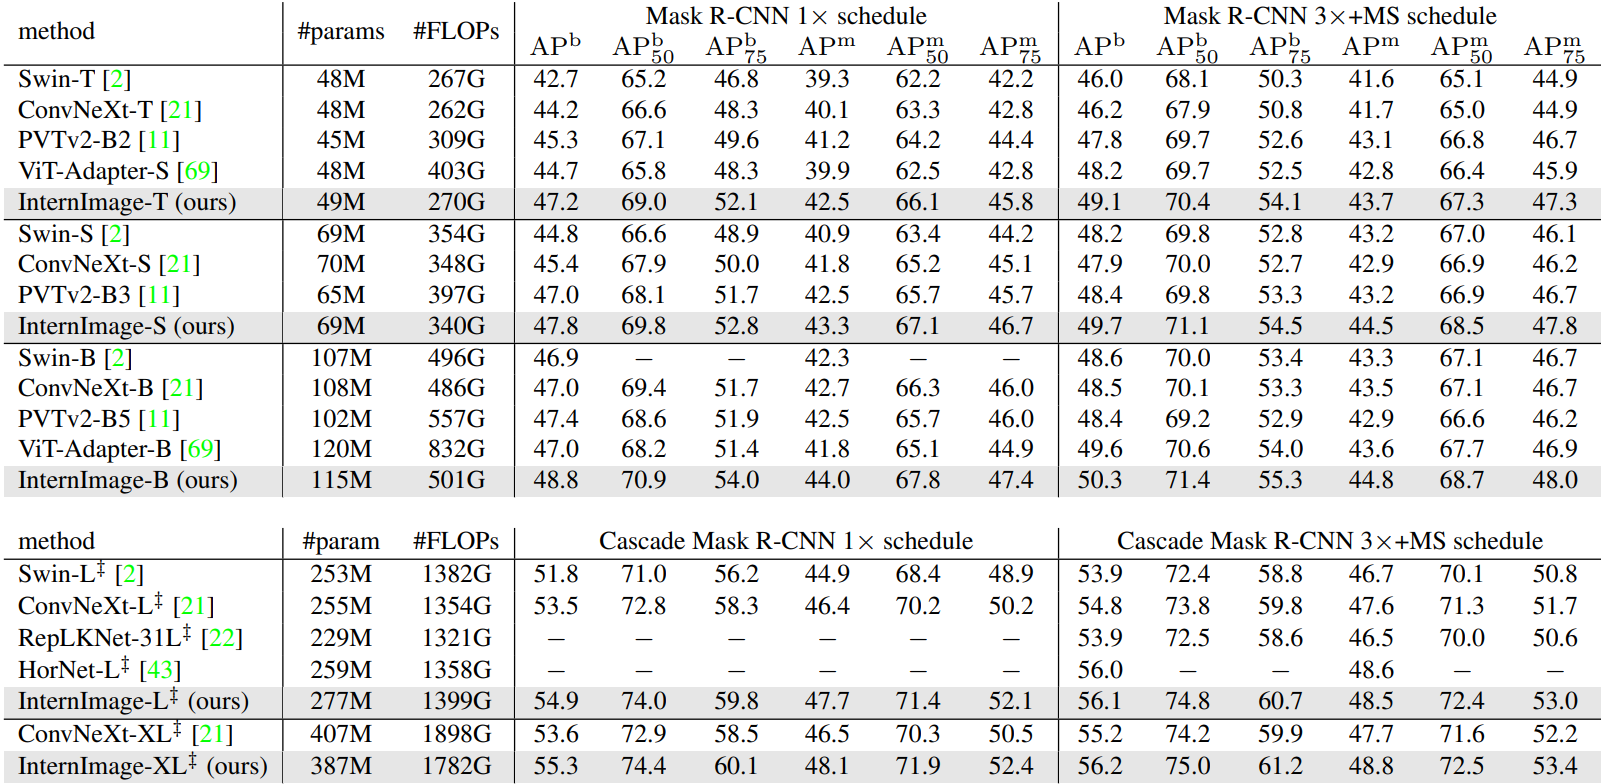 method #params #FLOPs Mask R-CNN 1× schedule Mask R-CNN 3×+MS schedule
AP^b AP^b_50 AP^b_75 AP^m AP^m_50 AP^m_75 AP^b AP^b_50 AP^b_75 AP^m AP^m_50 AP^m_75
Swin-T [2] 48M 267G 42.7 65.2 46.8 39.3 62.2 42.2 46.0 68.1 50.3 41.6 65.1 44.9
ConvNeXt-T [21] 48M 262G 44.2 66.6 48.3 40.1 63.3 42.8 46.2 67.9 50.8 41.7 65.0 44.9
PVTv2-B2 [11] 45M 309G 45.3 67.1 49.6 41.2 64.2 44.4 47.8 69.7 52.6 43.1 66.8 46.7
ViT-Adapter-S [69] 48M 403G 44.7 65.8 48.3 39.9 62.5 42.8 48.2 69.7 52.5 42.8 66.4 45.9
InternImage-T (ours) 49M 270G 47.2 69.0 52.1 42.5 66.1 45.8 49.1 70.4 54.1 43.7 67.3 47.3
Swin-S [2] 69M 354G 44.8 66.6 48.9 40.9 63.4 44.2 48.2 69.8 52.8 43.2 67.0 46.1
ConvNeXt-S [21] 70M 348G 45.4 67.9 50.0 41.8 65.2 45.1 47.9 70.0 52.7 42.9 66.9 46.2
PVTv2-B3 [11] 65M 397G 47.0 68.1 51.7 42.5 65.7 45.7 48.4 69.8 53.3 43.2 66.9 46.7
InternImage-S (ours) 69M 340G 47.8 69.8 52.8 43.3 67.1 46.7 49.7 71.1 54.5 44.5 68.5 47.8
Swin-B [2] 107M 496G 46.9 – – 42.3 – – 48.6 70.0 53.4 43.3 67.1 46.7
ConvNeXt-B [21] 108M 486G 47.0 69.4 51.7 42.7 66.3 46.0 48.5 70.1 53.3 43.5 67.1 46.7
PVTv2-B5 [11] 102M 557G 47.4 68.6 51.9 42.5 65.7 46.0 48.4 69.2 52.9 42.9 66.6 46.2
ViT-Adapter-B [69] 120M 832G 47.0 68.2 51.4 41.8 65.1 44.9 49.6 70.6 54.0 43.6 67.7 46.9
InternImage-B (ours) 115M 501G 48.8 70.9 54.0 44.0 67.8 47.4 50.3 71.4 55.3 44.8 68.7 48.0
method #param #FLOPs Cascade Mask R-CNN 1× schedule Cascade Mask R-CNN 3×+MS schedule
Swin-L‡ [2] 253M 1382G 51.8 71.0 56.2 44.9 68.4 48.9 53.9 72.4 58.8 46.7 70.1 50.8
ConvNeXt-L‡ [21] 255M 1354G 53.5 72.8 58.3 46.4 70.2 50.2 54.8 73.8 59.8 47.6 71.3 51.7
RepLKNet-31L‡ [22] 229M 1321G – – – – – – 53.9 72.5 58.6 46.5 70.0 50.6
HorNet-L‡ [43] 259M 1358G – – – – – – 56.0 – – 48.6 – –
InternImage-L‡ (ours) 277M 1399G 54.9 74.0 59.8 47.7 71.4 52.1 56.1 74.8 60.7 48.5 72.4 53.0
ConvNeXt-XL‡ [21] 407M 1898G 53.6 72.9 58.5 46.5 70.3 50.5 55.2 74.2 59.9 47.7 71.6 52.2
InternImage-XL‡ (ours) 387M 1782G 55.3 74.4 60.1 48.1 71.9 52.4 56.2 75.0 61.2 48.8 72.5 53.4